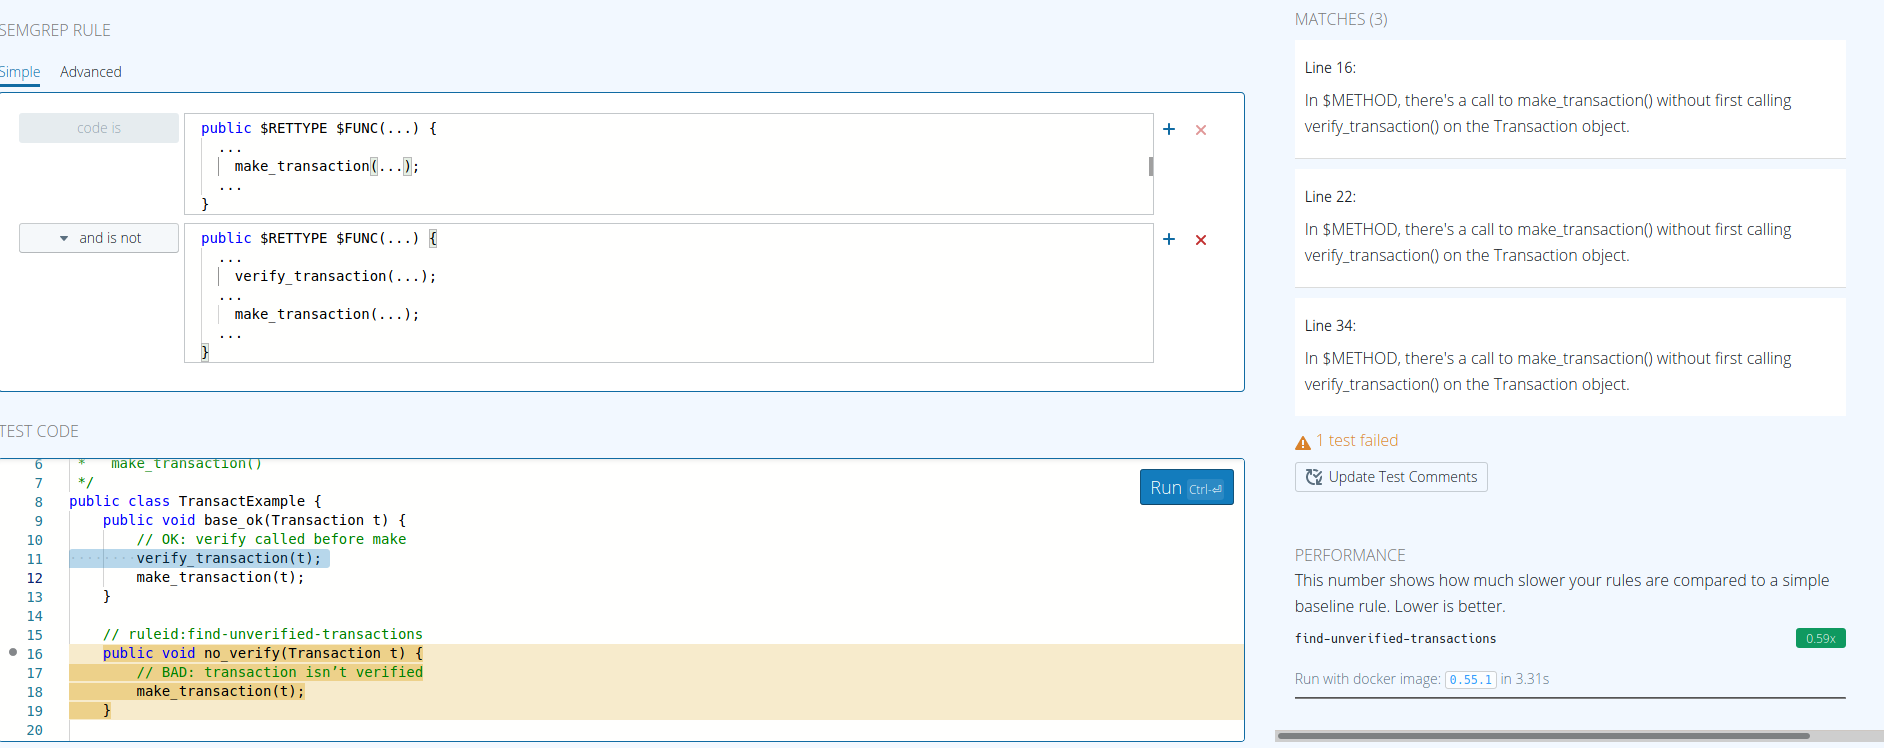 SEMGREP RULE
Simple Advanced
code is
public $RETTYPE $FUNC(...) {
...
make_transaction(...);
...
}
and is not
public $RETTYPE $FUNC(...) {
...
verify_transaction(...);
...
make_transaction(...);
...
}
TEST CODE
6 * make_transaction()
7 */
8 public class TransactExample {
9 public void base_ok(Transaction t) {
10 // OK: verify called before make
11 verify_transaction(t);
12 make_transaction(t);
13 }
14
15 // ruleid:find-unverified-transactions
16 public void no_verify(Transaction t) {
17 // BAD: transaction isn’t verified
18 make_transaction(t);
19 }
20
Run Ctrl-⏎
MATCHES (3)
Line 16:
In $METHOD, there's a call to make_transaction() without first calling
verify_transaction() on the Transaction object.
Line 22:
In $METHOD, there's a call to make_transaction() without first calling
verify_transaction() on the Transaction object.
Line 34:
In $METHOD, there's a call to make_transaction() without first calling
verify_transaction() on the Transaction object.
1 test failed
Update Test Comments
PERFORMANCE
This number shows how much slower your rules are compared to a simple
baseline rule. Lower is better.
find-unverified-transactions 0.59x
Run with docker image: 0.55.1 in 3.31s